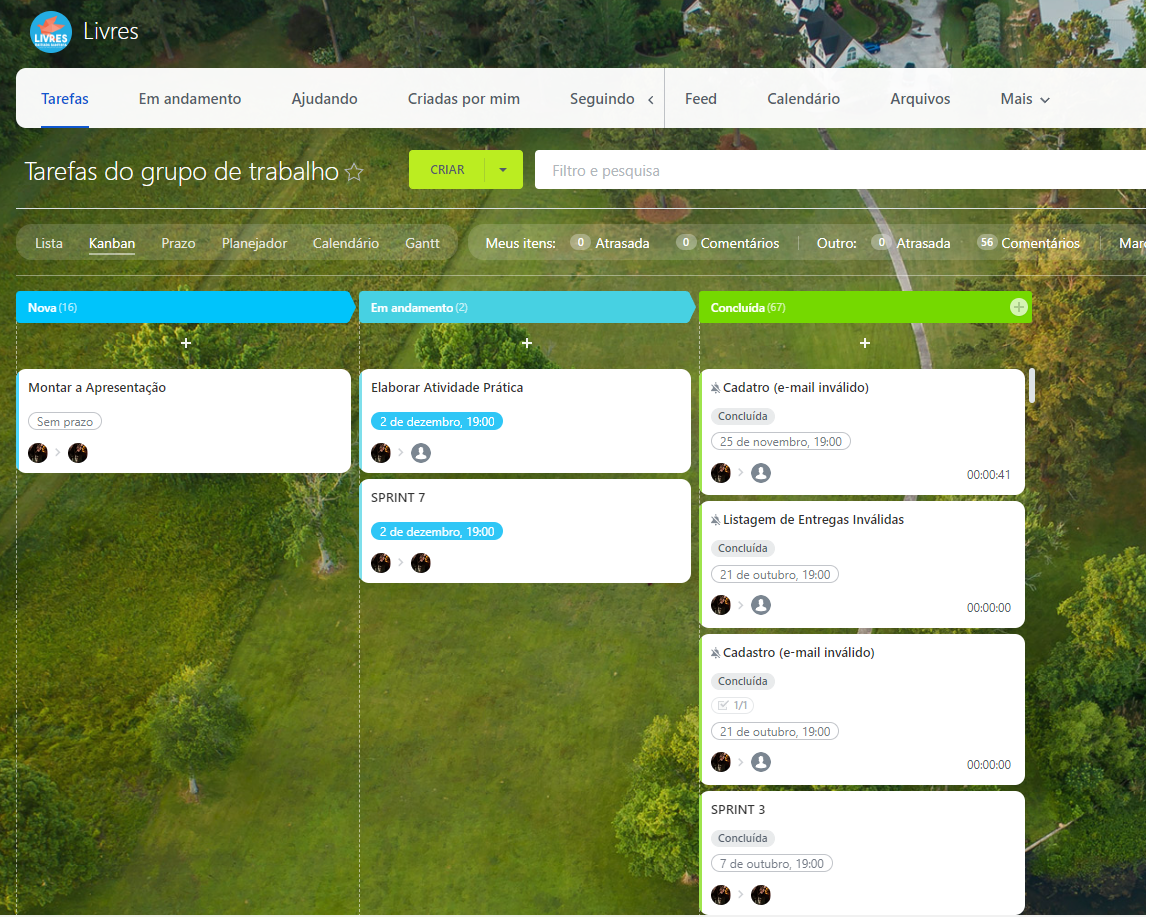 LIVRES
Livres
Tarefas Em andamento Ajudando Criadas por mim Seguindo Feed Calendário Arquivos Mais
Tarefas do grupo de trabalho CRIAR Filtro e pesquisa
Lista Kanban Prazo Planejador Calendário Gantt Meus itens: 0 Atrasada 0 Comentários Outro: 0 Atrasada 56 Comentários Marc
Nova (16) Em andamento (2) Concluída (67)
+ + +
Montar a Apresentação
Sem prazo
Elaborar Atividade Prática
2 de dezembro, 19:00
SPRINT 7
2 de dezembro, 19:00
Cadatro (e-mail inválido)
Concluída
25 de novembro, 19:00
00:00:41
Listagem de Entregas Inválidas
Concluída
21 de outubro, 19:00
00:00:00
Cadastro (e-mail inválido)
Concluída
1/1
21 de outubro, 19:00
00:00:00
SPRINT 3
Concluída
7 de outubro, 19:00